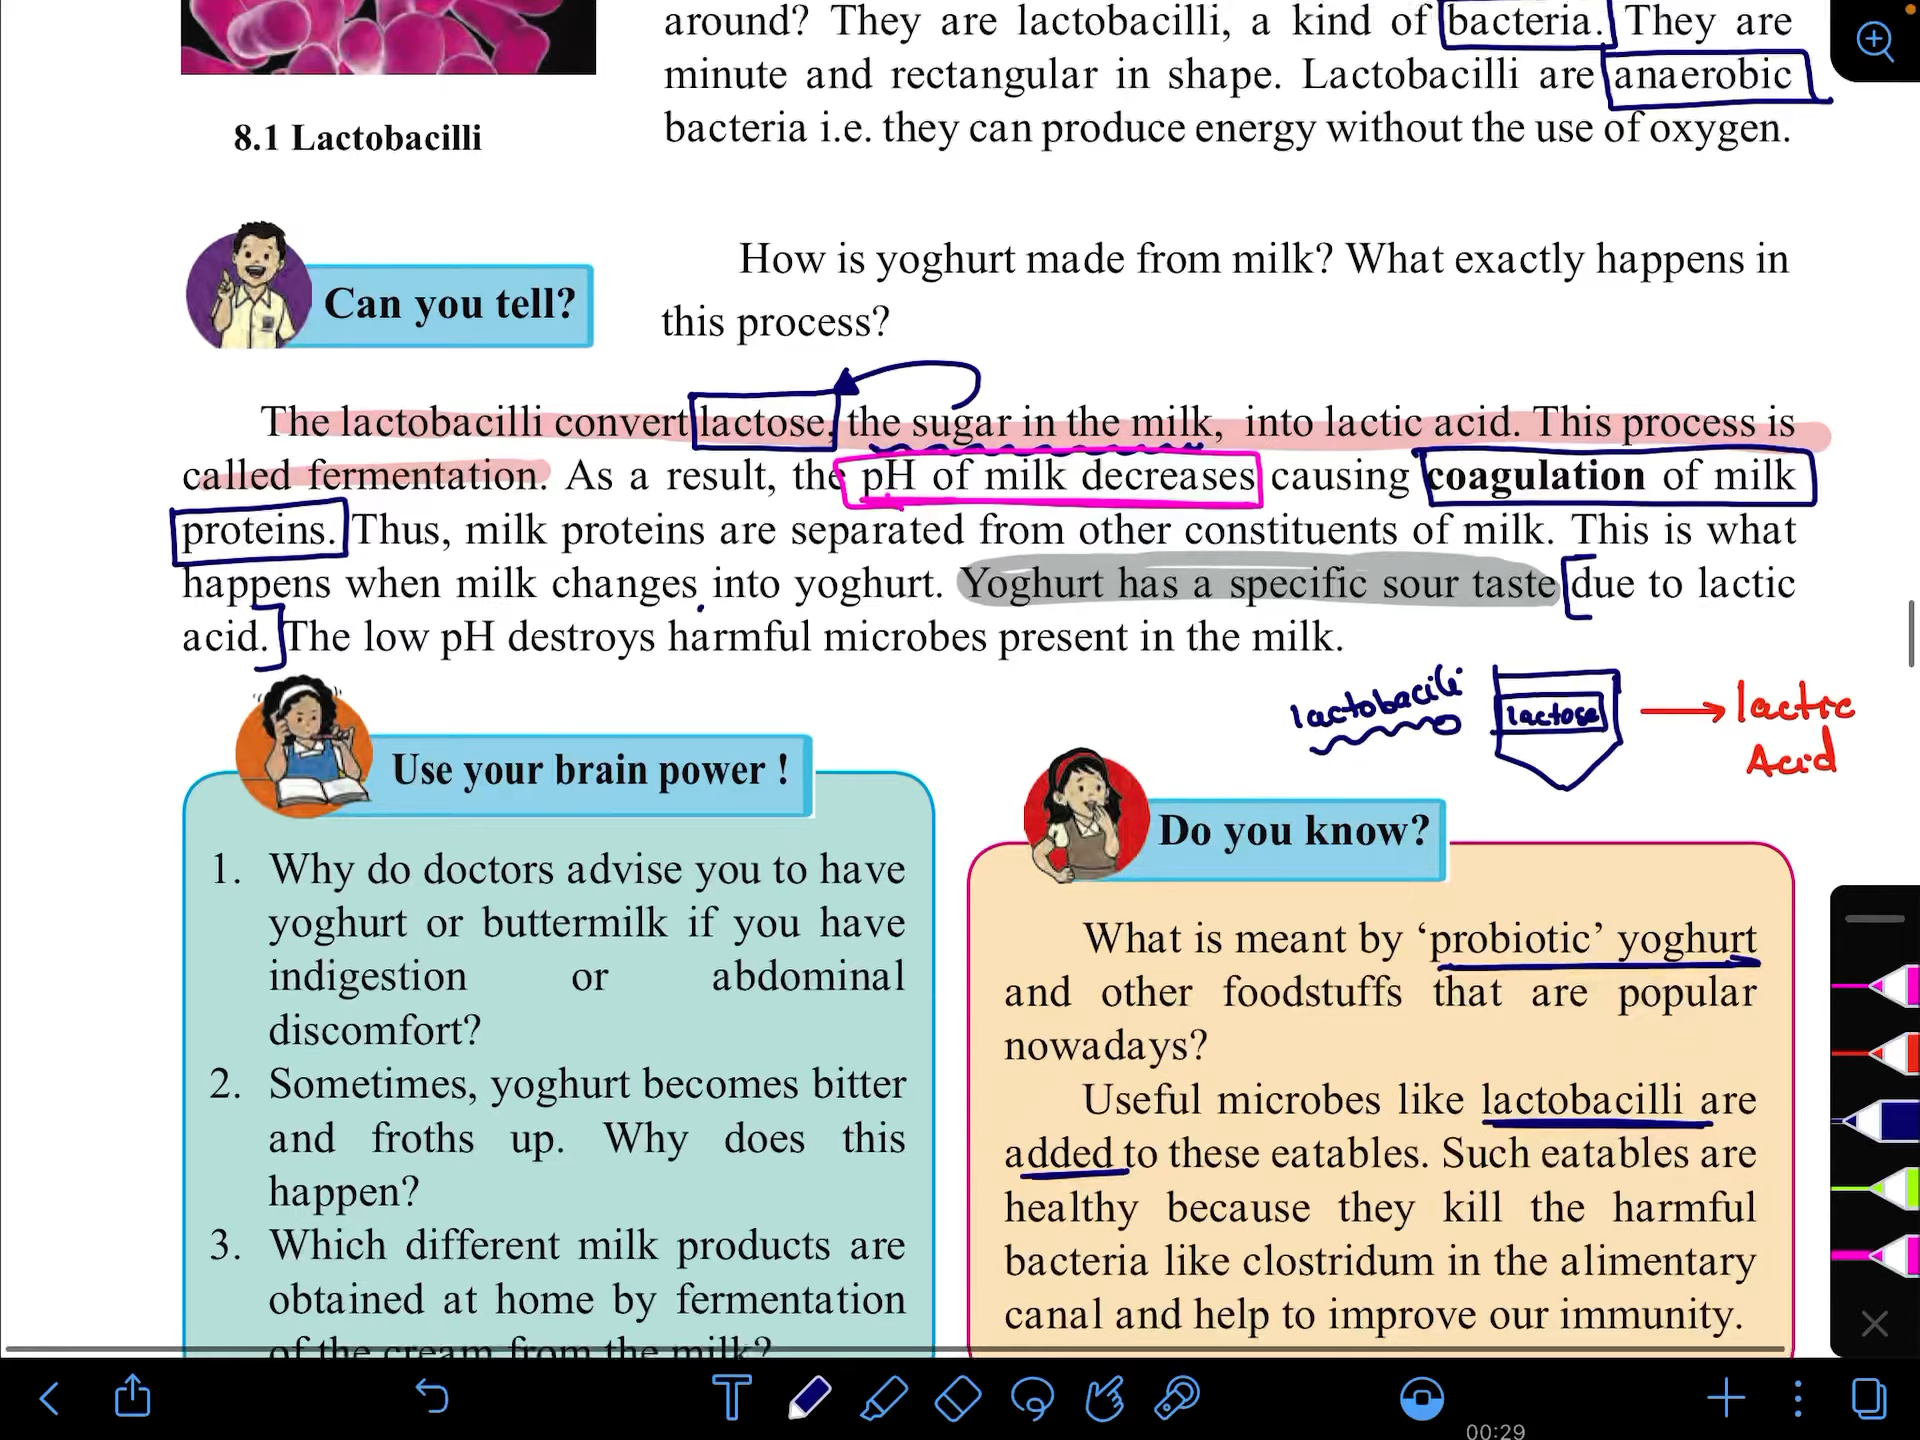 around? They are lactobacilli, a kind of bacteria. They are
minute and rectangular in shape. Lactobacilli are anaerobic
bacteria i.e. they can produce energy without the use of oxygen.
8.1 Lactobacilli
Can you tell?
How is yoghurt made from milk? What exactly happens in
this process?
The lactobacilli convert lactose, the sugar in the milk, into lactic acid. This process is
called fermentation. As a result, the pH of milk decreases causing coagulation of milk
proteins. Thus, milk proteins are separated from other constituents of milk. This is what
happens when milk changes into yoghurt. Yoghurt has a specific sour taste due to lactic
acid. The low pH destroys harmful microbes present in the milk.
lactobacili lactose → lactic
Acid
Use your brain power !
1. Why do doctors advise you to have
yoghurt or buttermilk if you have
indigestion or abdominal
discomfort?
2. Sometimes, yoghurt becomes bitter
and froths up. Why does this
happen?
3. Which different milk products are
obtained at home by fermentation
of the cream from the milk?
Do you know?
What is meant by ‘probiotic’ yoghurt
and other foodstuffs that are popular
nowadays?
Useful microbes like lactobacilli are
added to these eatables. Such eatables are
healthy because they kill the harmful
bacteria like clostridum in the alimentary
canal and help to improve our immunity.
00:29